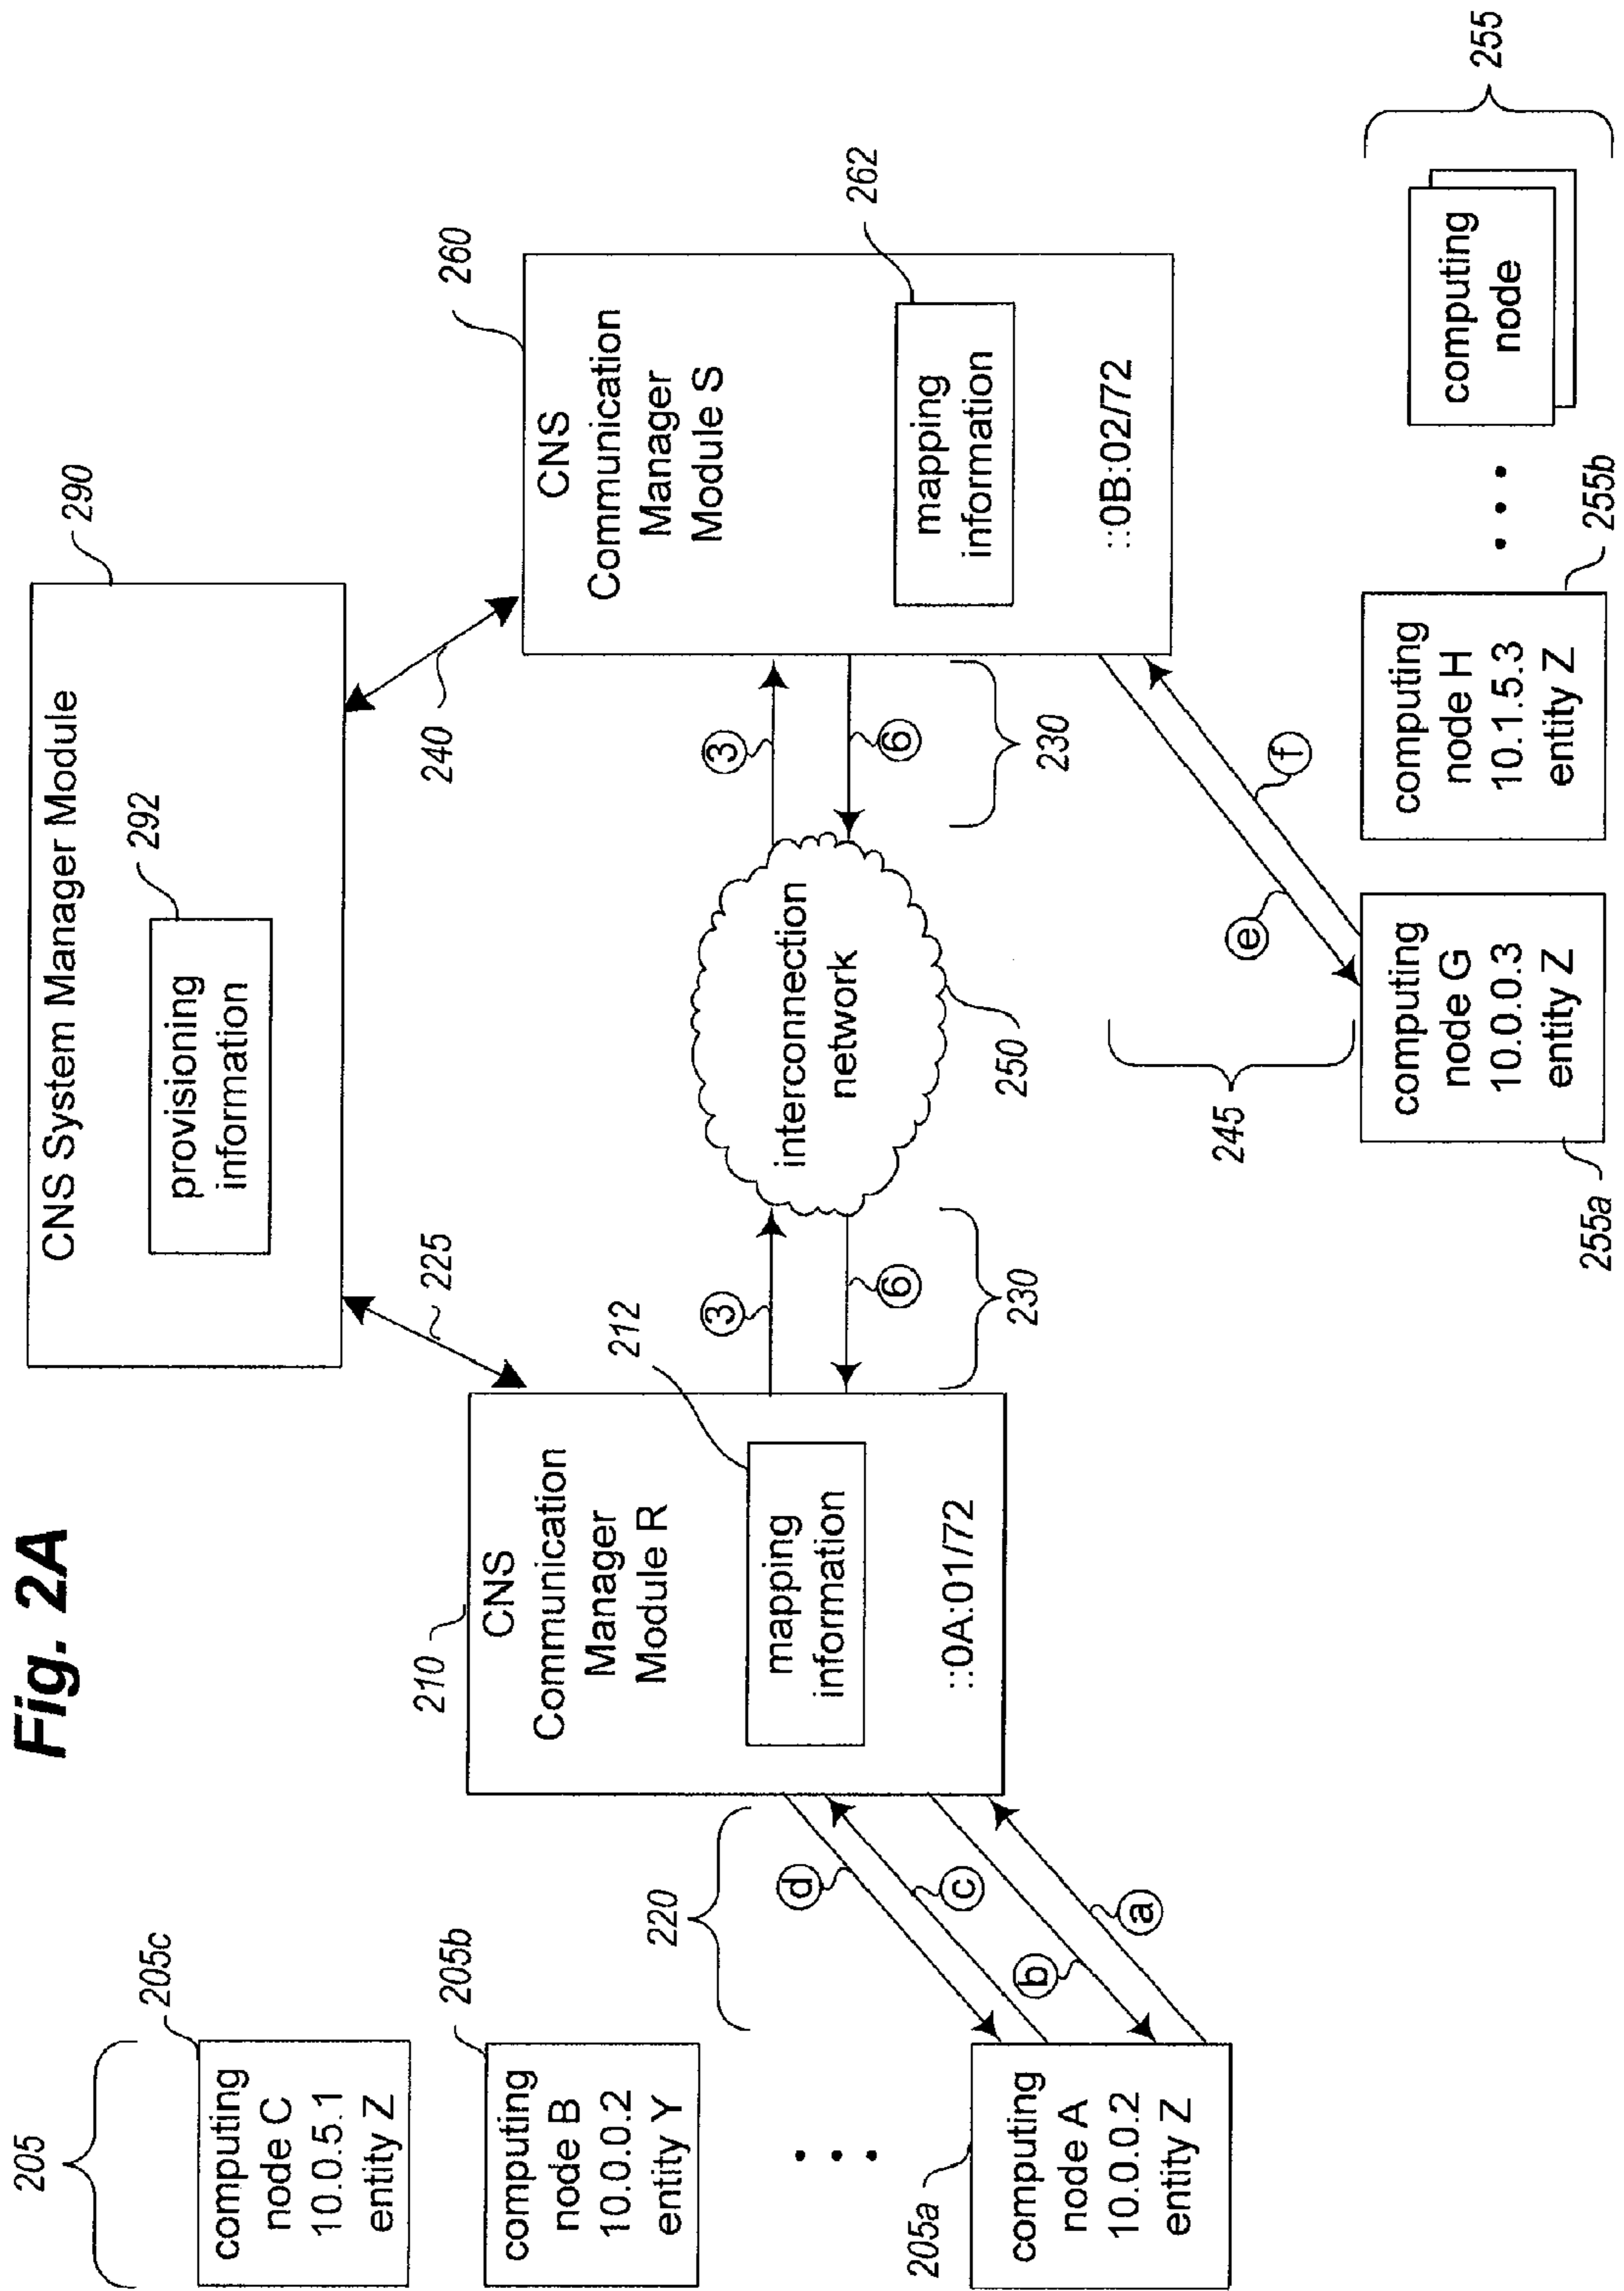 Fig. 2A
CNS System Manager Module
290
provisioning
information
292
225
240
205
computing
node C
10.0.5.1
entity Z
205c
computing
node B
10.0.0.2
entity Y
205b
computing
node A
10.0.0.2
entity Z
205a
220
d
c
b
a
210
CNS
Communication
Manager
Module R
mapping
information
212
::0A:01/72
3
6
230
interconnection
network
250
3
6
230
260
CNS
Communication
Manager
Module S
mapping
information
262
::0B:02/72
e
f
245
computing
node G
10.0.0.3
entity Z
255a
computing
node H
10.1.5.3
entity Z
255b
computing
node
255